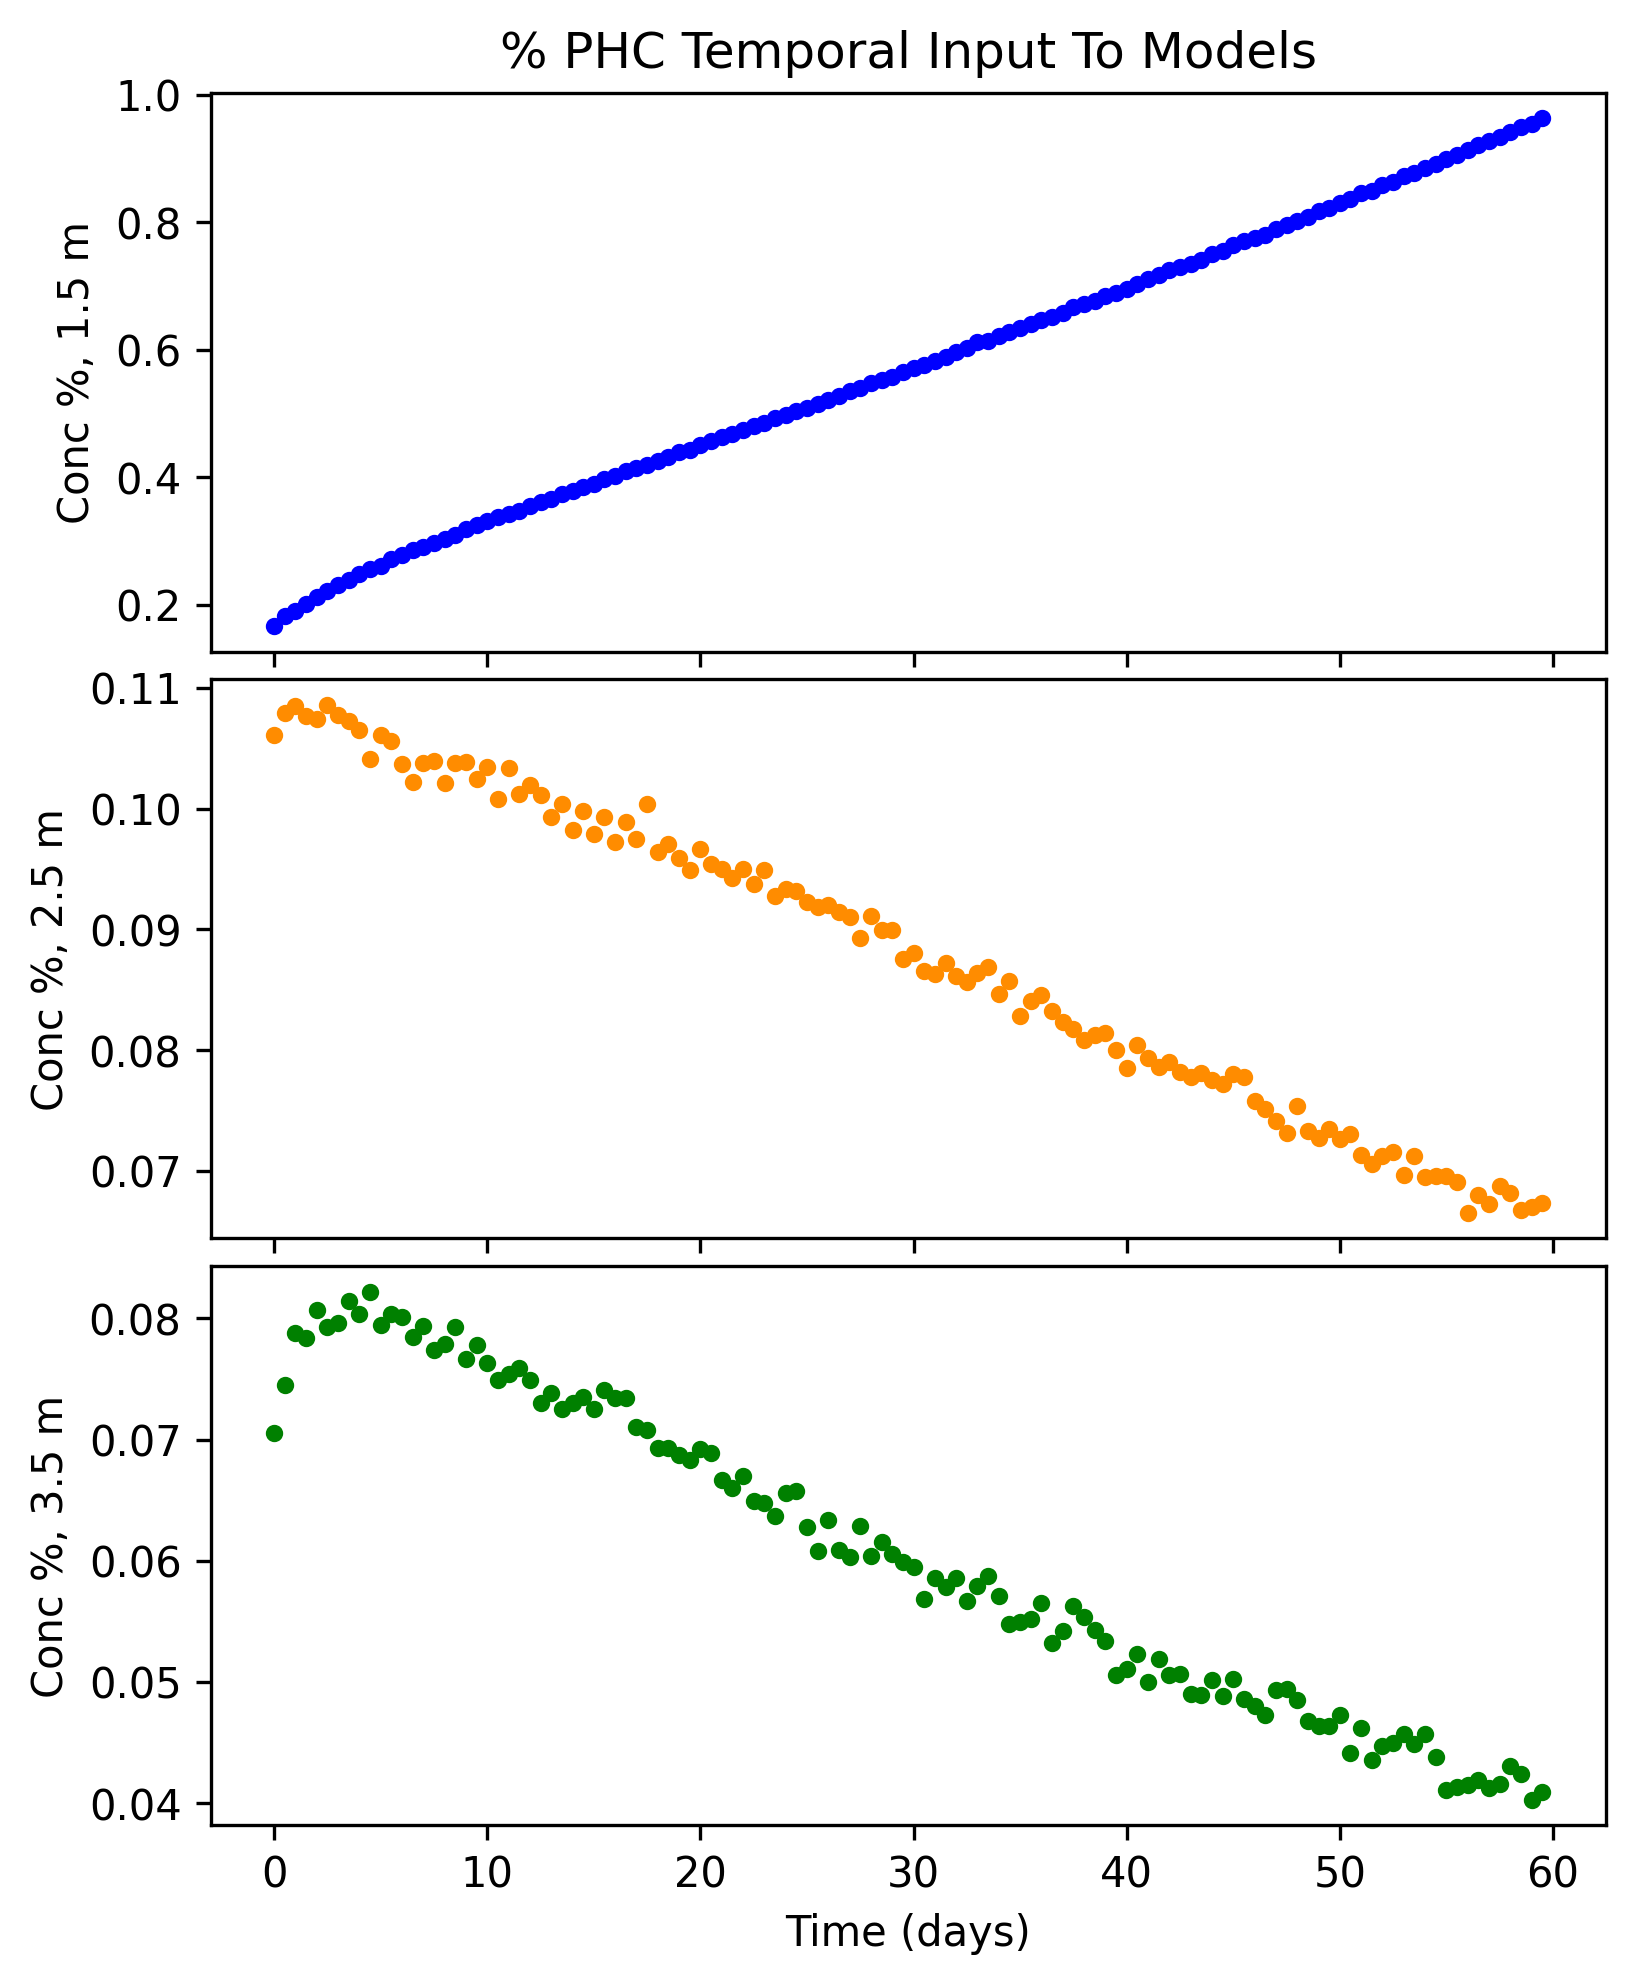 % PHC Temporal Input To Models
1.0
0.8
0.6
0.4
0.2
Conc %, 1.5 m
0.11
0.10
0.09
0.08
0.07
Conc %, 2.5 m
0.08
0.07
0.06
0.05
0.04
Conc %, 3.5 m
0 10 20 30 40 50 60
Time (days)